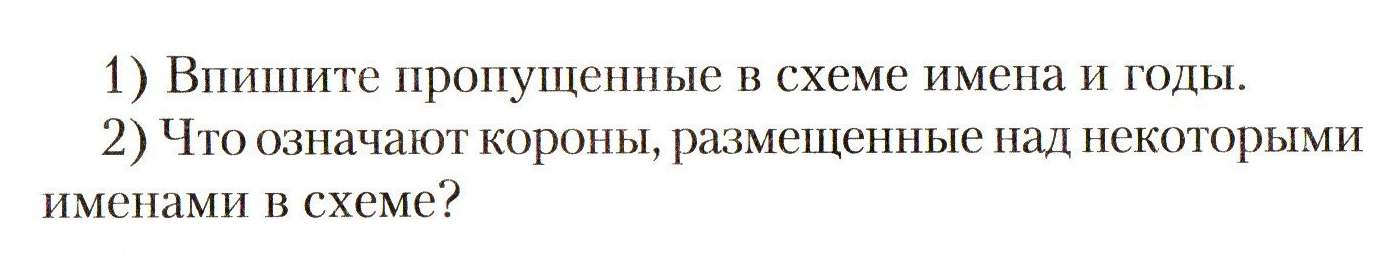 1) Впишите пропущенные в схеме имена и годы.
2) Что означают короны, размещенные над некоторыми
именами в схеме?